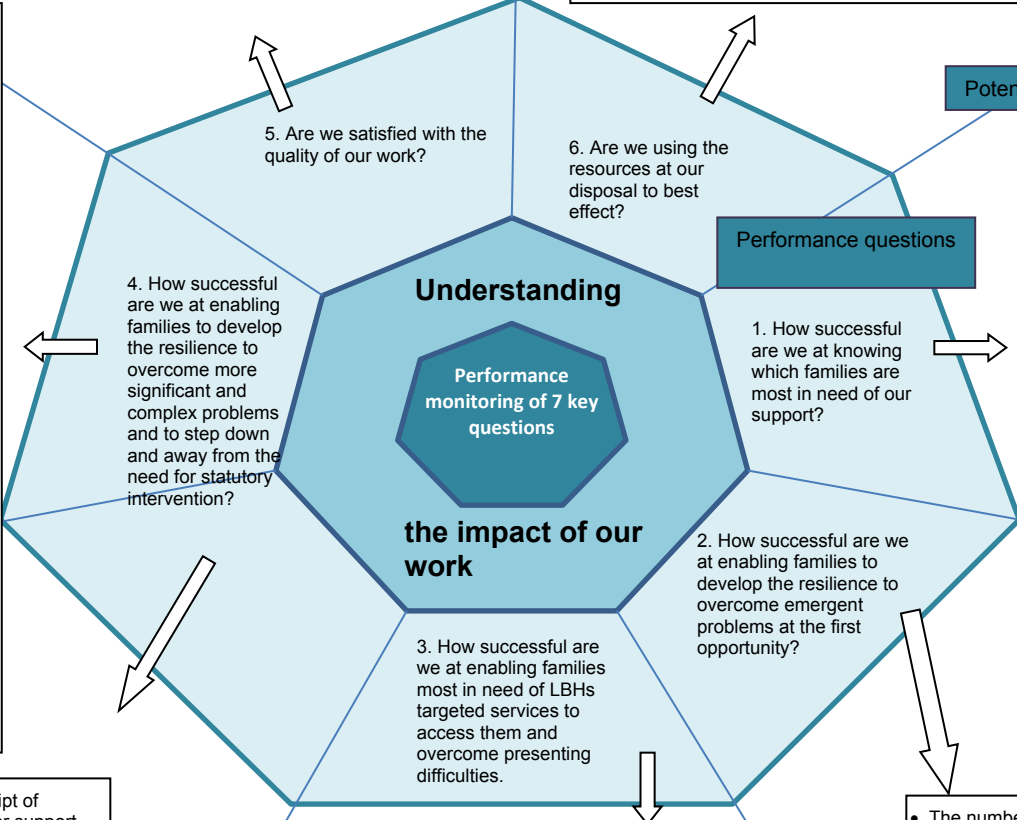 Poten
5. Are we satisfied with the
quality of our work?
6. Are we using the
resources at our
disposal to best
effect?
Performance questions
Understanding
4. How successful
are we at enabling
families to develop
the resilience to
overcome more
significant and
complex problems
and to step down
and away from the
need for statutory
intervention?
1. How successful
are we at knowing
which families are
most in need of our
support?
Performance
monitoring of 7 key
questions
the impact of our
work
2. How successful are we
at enabling families to
develop the resilience to
overcome emergent
problems at the first
opportunity?
3. How successful are
we at enabling families
most in need of LBHs
targeted services to
access them and
overcome presenting
difficulties.
ipt of
support
• The numbe